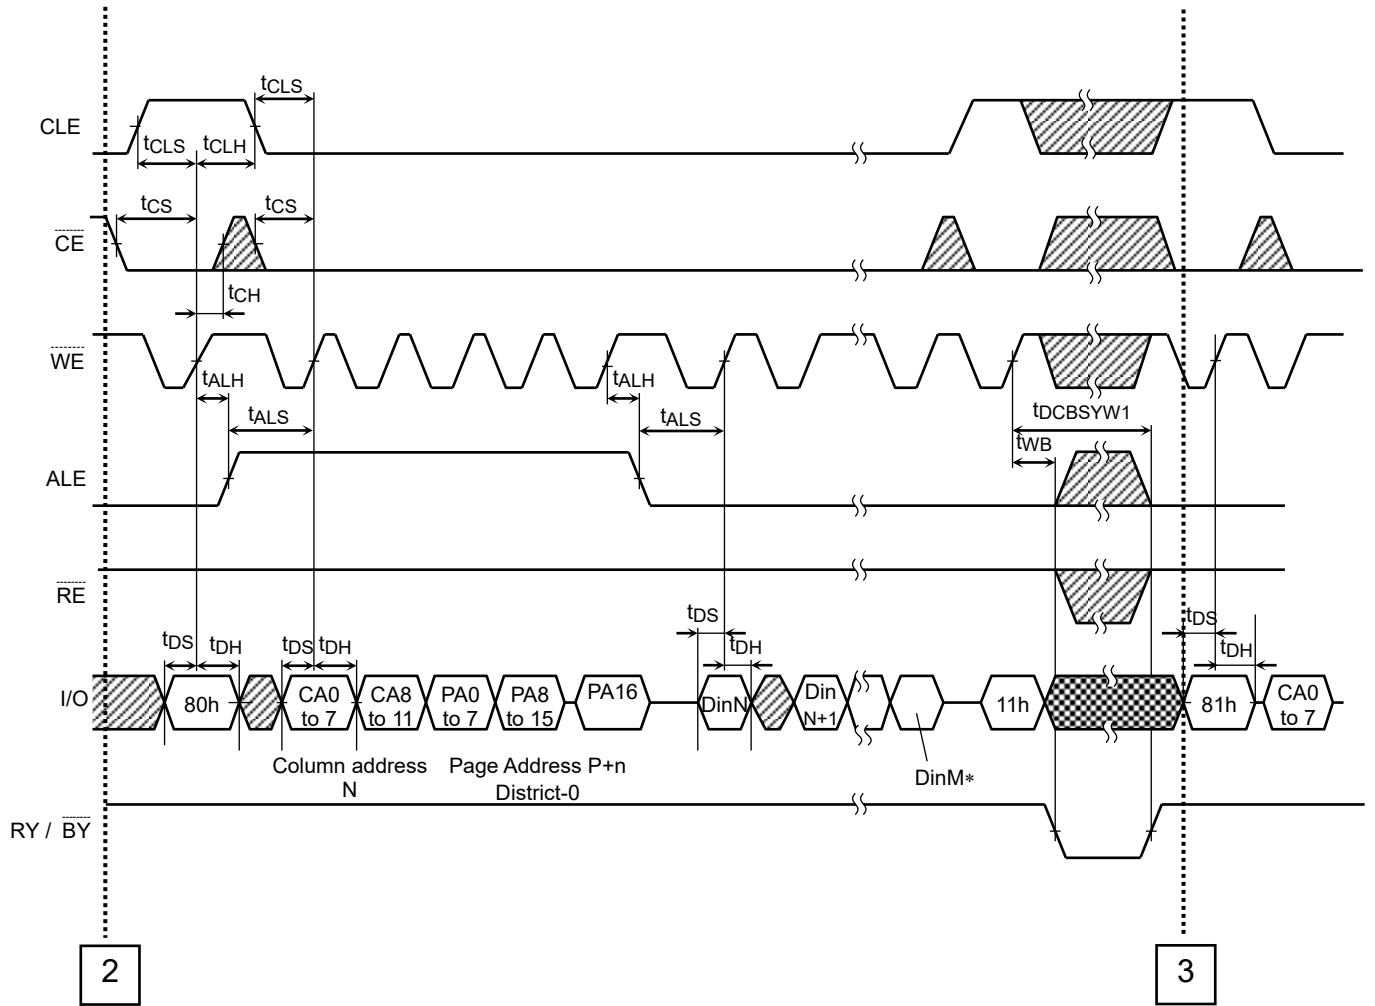 tCLS
CLE
tCLS tCLH
tCS tCS
CE
tCH
WE
tALH tALH
tALS tALS
tDCBSYW1
tWB
ALE
RE
tDS tDH tDS tDH tDS tDH tDS tDH
I/O
80h
CA0
to 7
CA8
to 11
PA0
to 7
PA8
to 15
PA16
DinN
Din
N+1
11h
81h
CA0
to 7
Column address
N
Page Address P+n
District-0
DinM*
RY / BY
2
3